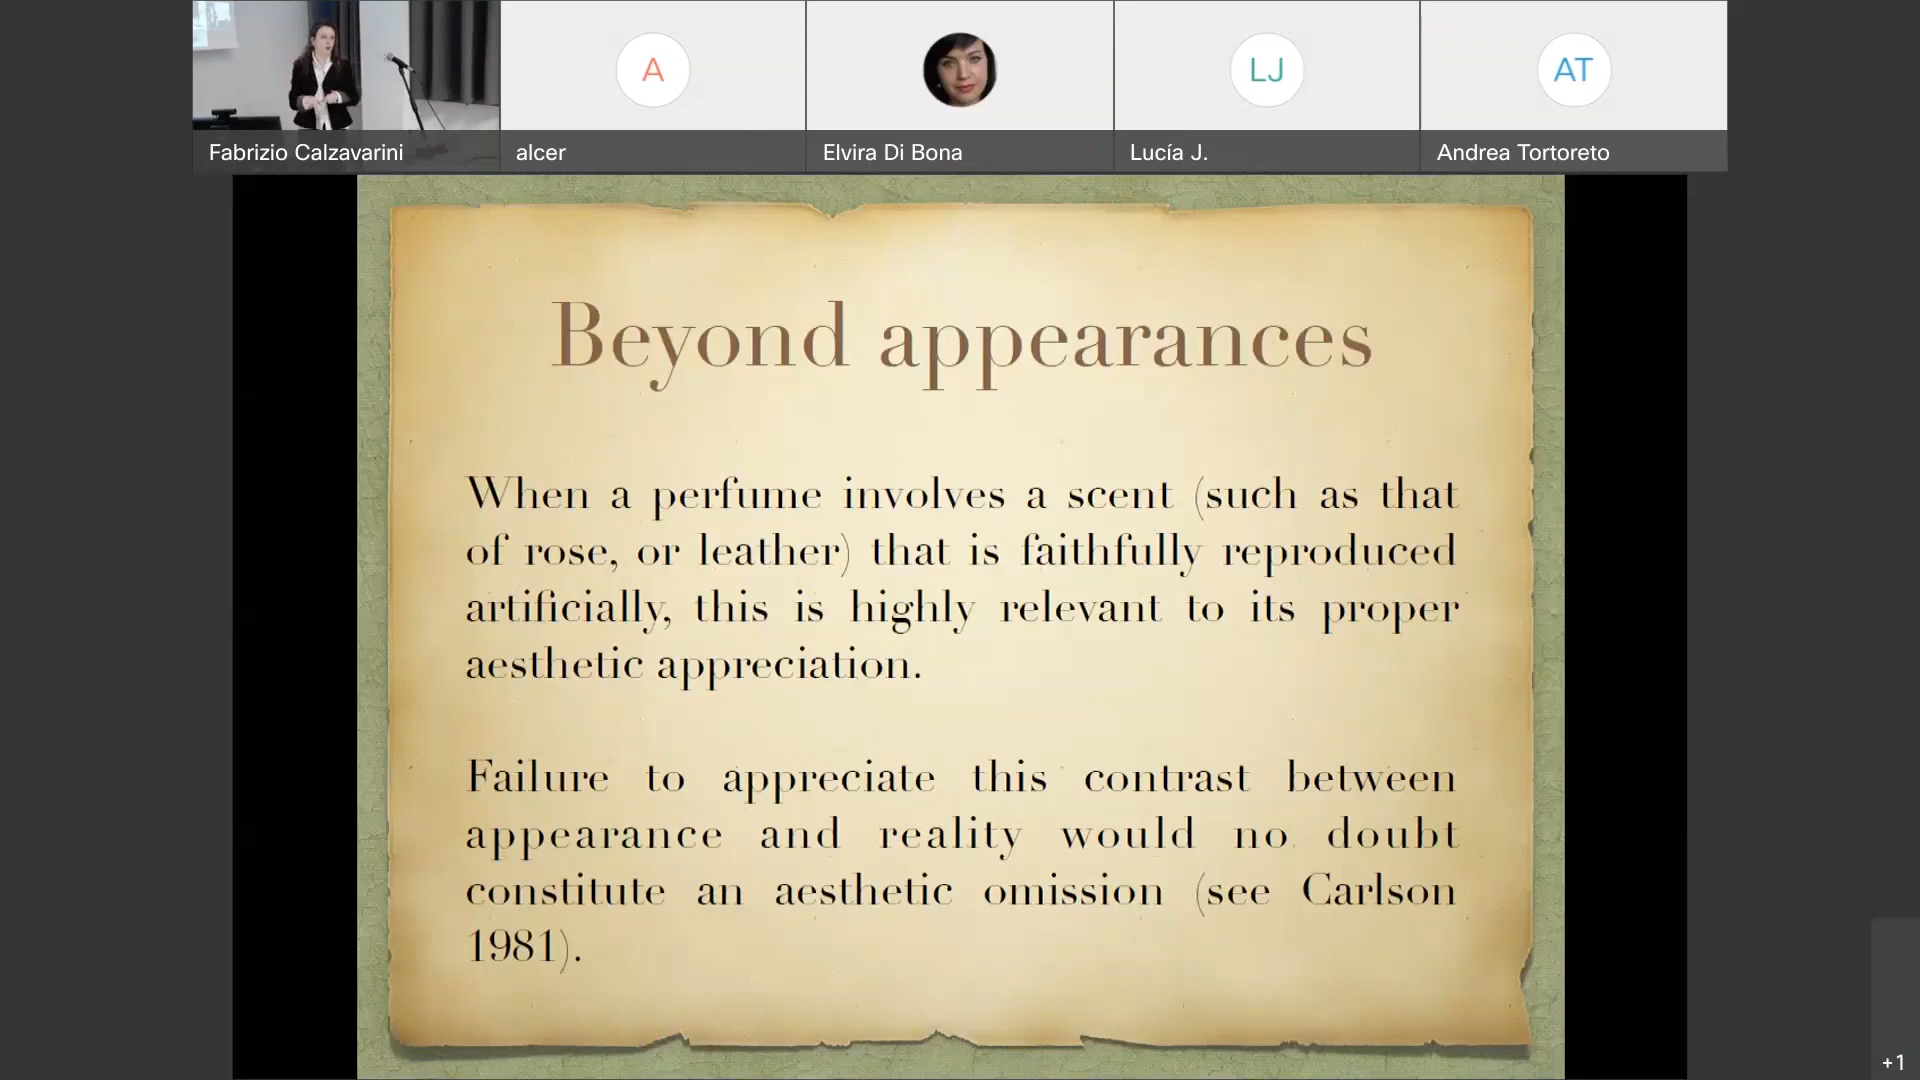 A
LJ
AT
Fabrizio Calzavarini
alcer
Elvira Di Bona
Lucía J.
Andrea Tortoreto
Beyond appearances
When a perfume involves a scent (such as that
of rose, or leather) that is faithfully reproduced
artificially, this is highly relevant to its proper
aesthetic appreciation.
Failure to appreciate this contrast between
appearance and reality would no doubt
constitute an aesthetic omission (see Carlson
1981).
+1